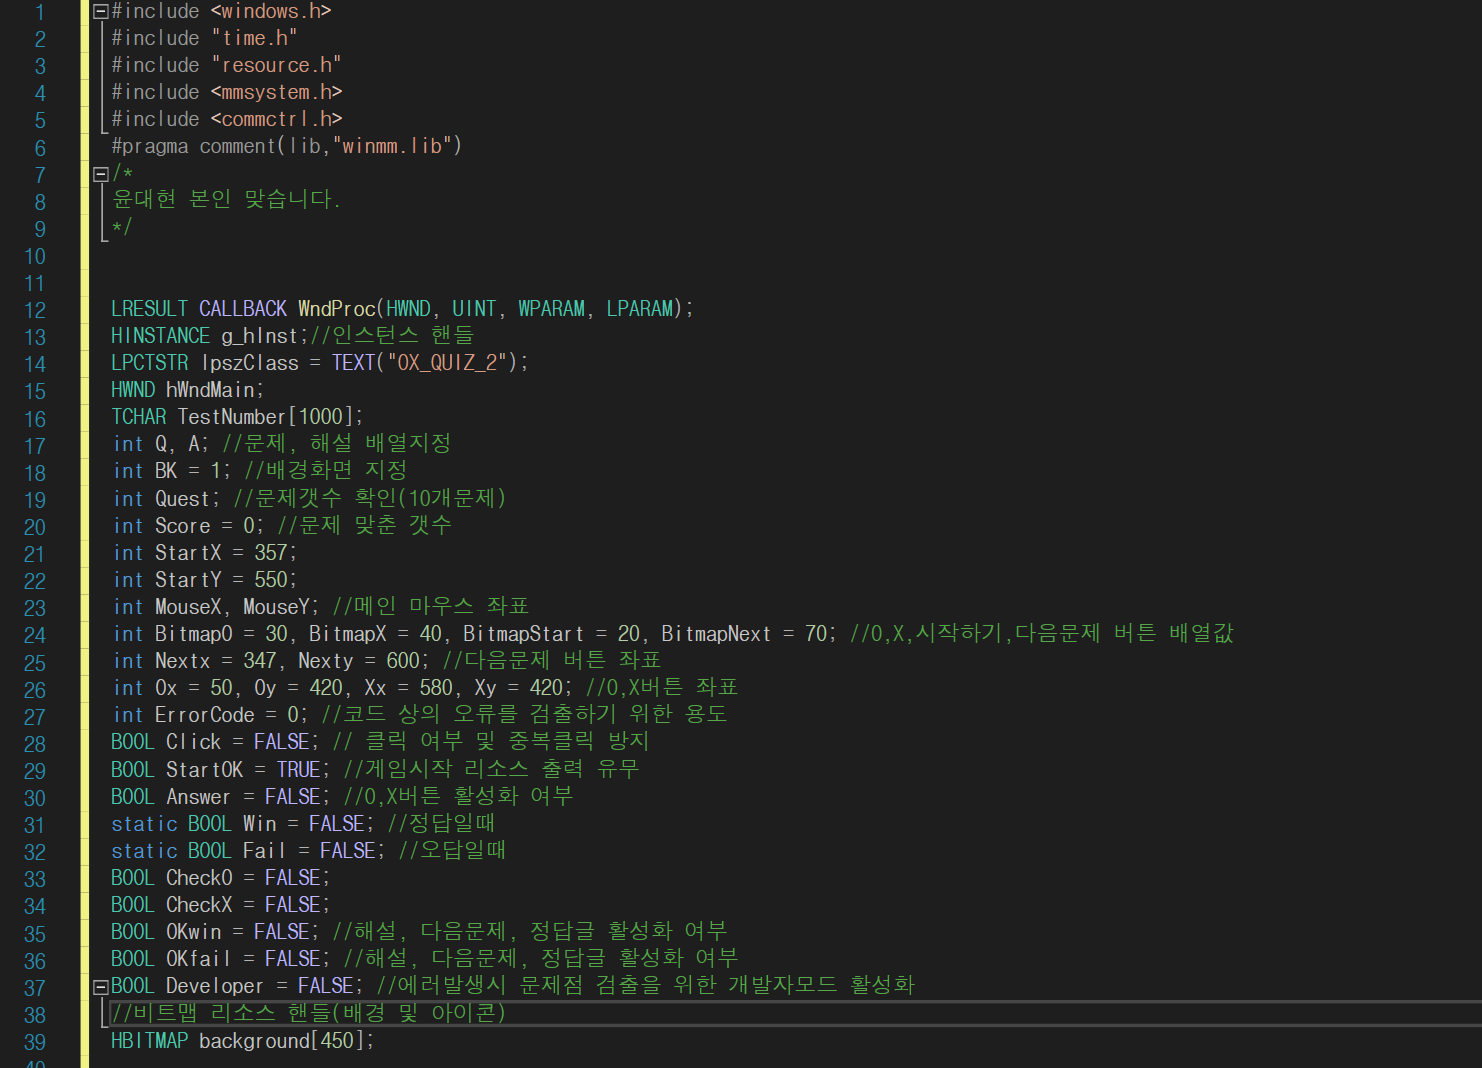 1 #include <windows.h>
2 #include "time.h"
3 #include "resource.h"
4 #include <mmsystem.h>
5 #include <commctrl.h>
6 #pragma comment(lib,"winmm.lib")
7 /*
8 윤대현 본인 맞습니다.
9 */
10
11
12 LRESULT CALLBACK WndProc(HWND, UINT, WPARAM, LPARAM);
13 HINSTANCE g_hInst;//인스턴스 핸들
14 LPCTSTR lpszClass = TEXT("OX_QUIZ_2");
15 HWND hWndMain;
16 TCHAR TestNumber[1000];
17 int Q, A; //문제, 해설 배열지정
18 int BK = 1; //배경화면 지정
19 int Quest; //문제갯수 확인(10개문제)
20 int Score = 0; //문제 맞춘 갯수
21 int StartX = 357;
22 int StartY = 550;
23 int MouseX, MouseY; //메인 마우스 좌표
24 int BitmapO = 30, BitmapX = 40, BitmapStart = 20, BitmapNext = 70; //O,X,시작하기,다음문제 버튼 배열값
25 int Nextx = 347, Nexty = 600; //다음문제 버튼 좌표
26 int Ox = 50, Oy = 420, Xx = 580, Xy = 420; //O,X버튼 좌표
27 int ErrorCode = 0; //코드 상의 오류를 검출하기 위한 용도
28 BOOL Click = FALSE; // 클릭 여부 및 중복클릭 방지
29 BOOL StartOK = TRUE; //게임시작 리소스 출력 유무
30 BOOL Answer = FALSE; //O,X버튼 활성화 여부
31 static BOOL Win = FALSE; //정답일때
32 static BOOL Fail = FALSE; //오답일때
33 BOOL CheckO = FALSE;
34 BOOL CheckX = FALSE;
35 BOOL OKwin = FALSE; //해설, 다음문제, 정답글 활성화 여부
36 BOOL OKfail = FALSE; //해설, 다음문제, 정답글 활성화 여부
37 BOOL Developer = FALSE; //에러발생시 문제점 검출을 위한 개발자모드 활성화
38 //비트맵 리소스 핸들(배경 및 아이콘)
39 HBITMAP background[450];
40